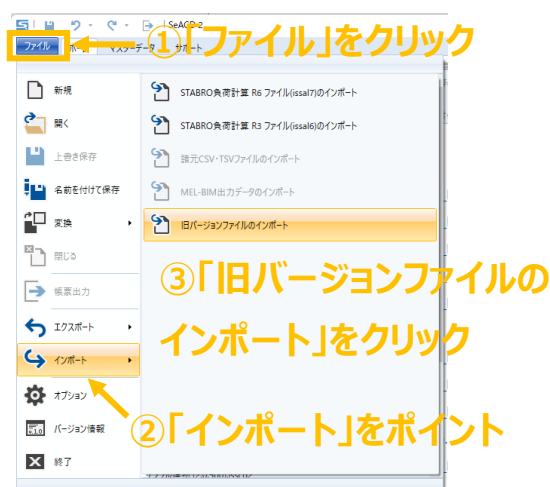 SeAGD-2
①「ファイル」をクリック
ファイル ホーム マスターデータ サポート
新規
STABRO負荷計算 R6 ファイル(issal7)のインポート
開く
STABRO負荷計算 R3 ファイル(issal6)のインポート
上書き保存
諸元CSV・TSVファイルのインポート
名前を付けて保存
MEL-BIM出力データのインポート
変換
旧バージョンファイルのインポート
閉じる
③「旧バージョンファイルの
帳票出力
エクスポート
インポート」をクリック
インポート
オプション
②「インポート」をポイント
バージョン情報
終了